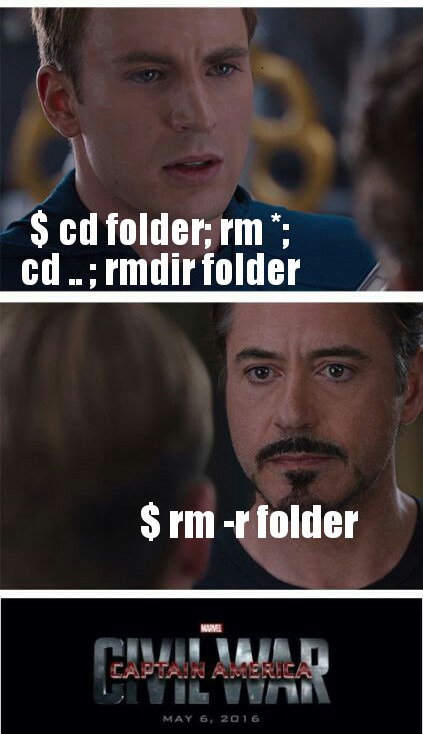 $ cd folder; rm *;
cd .. ; rmdir folder
$ rm -r folder
MARVEL
CIVIL WAR
CAPTAIN AMERICA
MAY 6, 2016